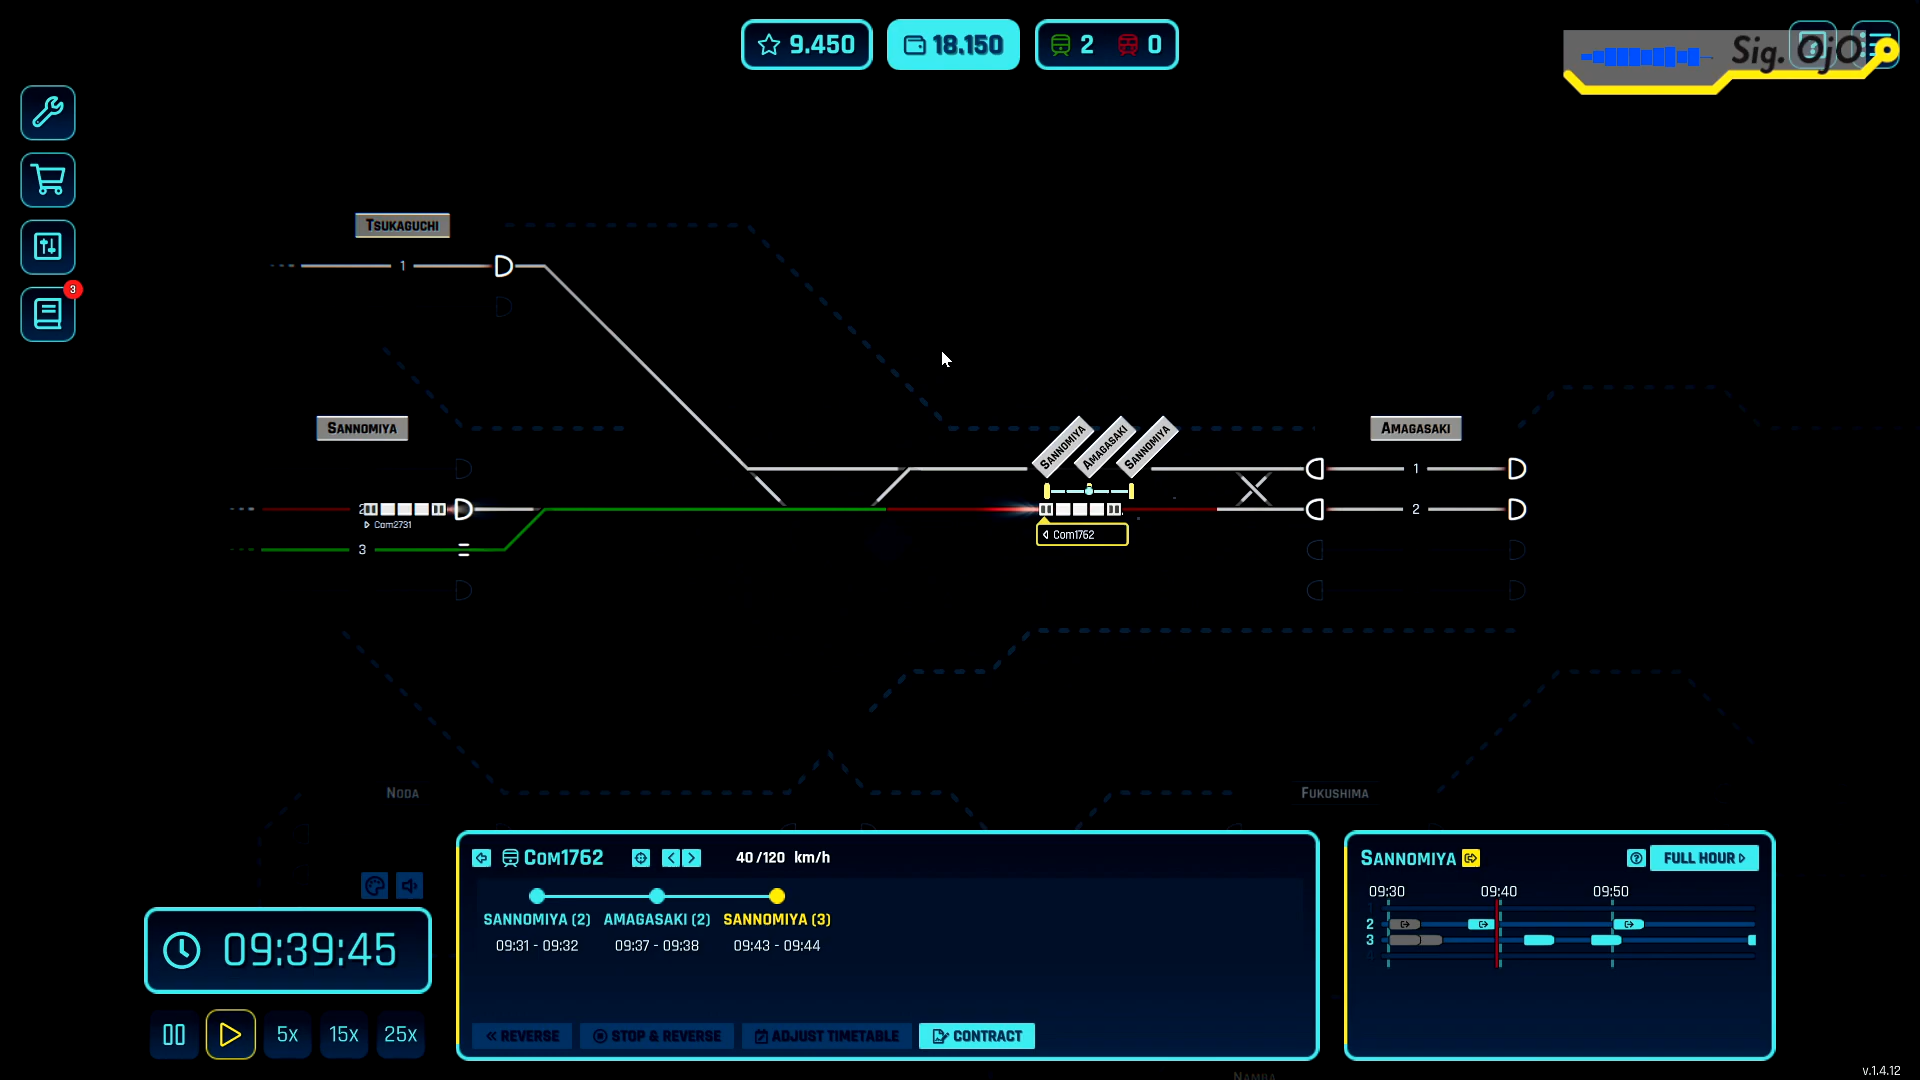 9.450
18.150
2
0
Sig. OjO
3
TSUKAGUCHI
1
SANNOMIYA
AMAGASAKI
SANNOMIYA
SANNOMIYA
AMAGASAKI
1
2
Com2731
Com1762
2
3
NODA
FUKUSHIMA
COM1762
40 /120 km/h
SANNOMIYA (2) AMAGASAKI (2) SANNOMIYA (3)
09:31 - 09:32 09:37 - 09:38 09:43 - 09:44
REVERSE
STOP & REVERSE
ADJUST TIMETABLE
CONTRACT
SANNOMIYA
FULL HOUR
09:30 09:40 09:50
2
3
09:39:45
5x
15x
25x
NAMBA
v.1.4.12